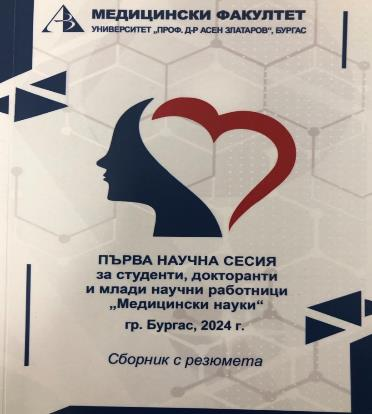 МЕДИЦИНСКИ ФАКУЛТЕТ
УНИВЕРСИТЕТ „ПРОФ. Д-Р АСЕН ЗЛАТАРОВ“, БУРГАС
ПЪРВА НАУЧНА СЕСИЯ
за студенти, докторанти
и млади научни работници
„Медицински науки“
гр. Бургас, 2024 г.
Сборник с резюмета